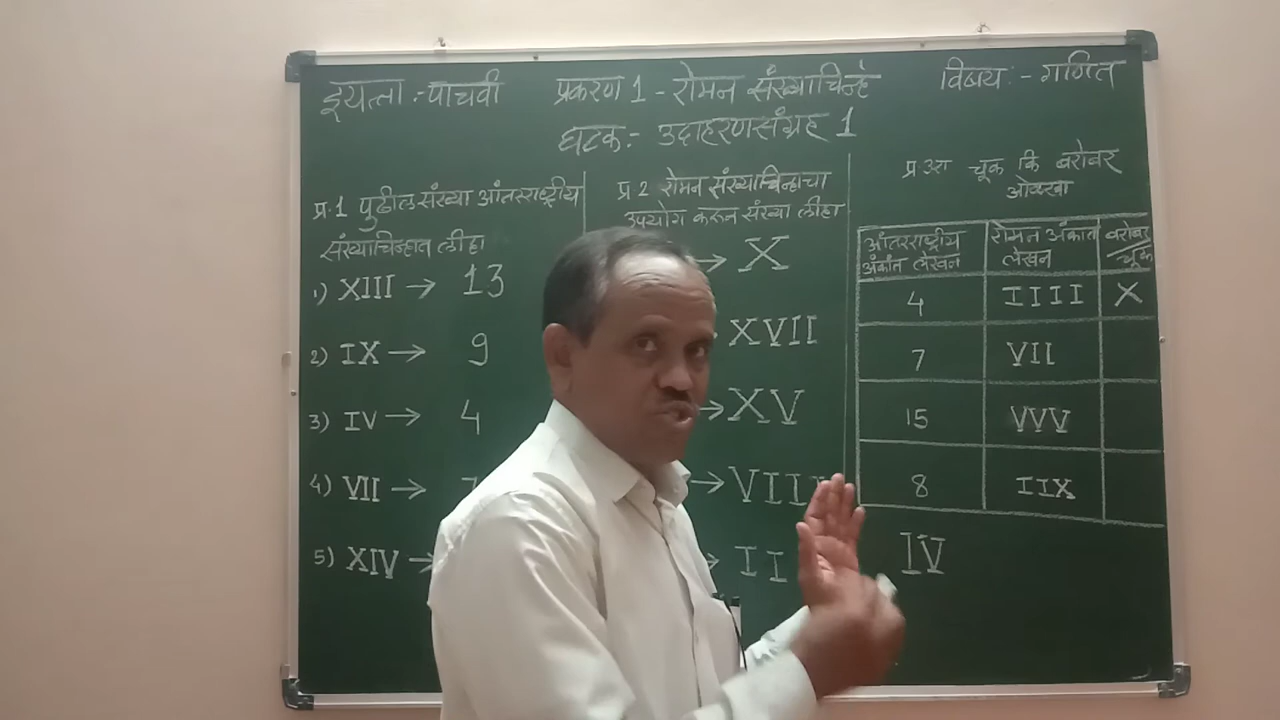 इयत्ता :- पाचवी
प्रकरण 1 - रोमन संख्याचिन्हे
विषय :- गणित
घटक:- उदाहरणसंग्रह 1
प्र.1 पुढील संख्या आंतरराष्ट्रीय
संख्याचिन्हात लीहा
1) XIII → 13
2) IX → 9
3) IV → 4
4) VII →
5) XIV →
प्र 2 रोमन संख्याचिन्हाचा
उपयोग करून संख्या लीहा
→ X
XVII
→ XV
→ VIII
II
चूक कि बरोबर
ओळखा
आंतरराष्ट्रीय अंकात लेखन
रोमन अंकात लेखन
बरोबर/चूक
4 IIII X
7 VII
15 VVV
8 IIX
IV